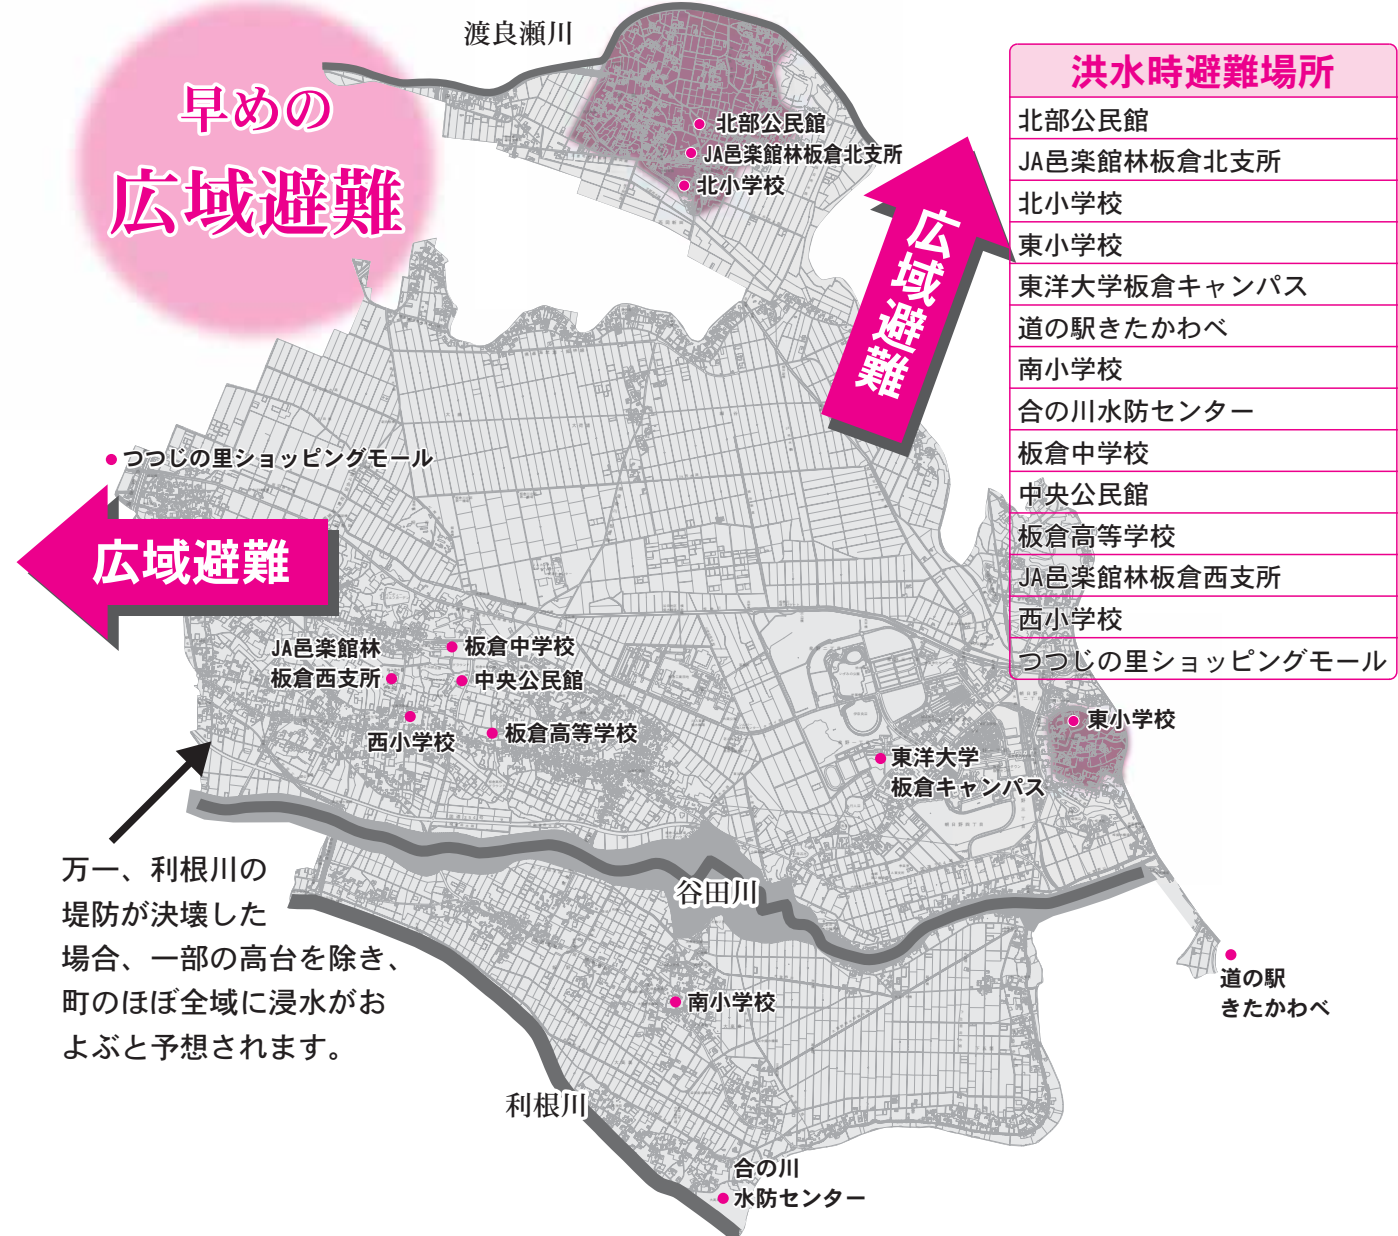 渡良瀬川
早めの
広域避難
北部公民館
JA邑楽館林板倉北支所
北小学校
広域避難
洪水時避難場所
北部公民館
JA邑楽館林板倉北支所
北小学校
東小学校
東洋大学板倉キャンパス
道の駅きたかわべ
南小学校
合の川水防センター
板倉中学校
中央公民館
板倉高等学校
JA邑楽館林板倉西支所
西小学校
つつじの里ショッピングモール
つつじの里ショッピングモール
広域避難
JA邑楽館林
板倉西支所
板倉中学校
中央公民館
西小学校
板倉高等学校
東小学校
東洋大学
板倉キャンパス
万一、利根川の
堤防が決壊した
場合、一部の高台を除き、
町のほぼ全域に浸水がお
よぶと予想されます。
谷田川
道の駅
きたかわべ
南小学校
利根川
合の川
水防センター